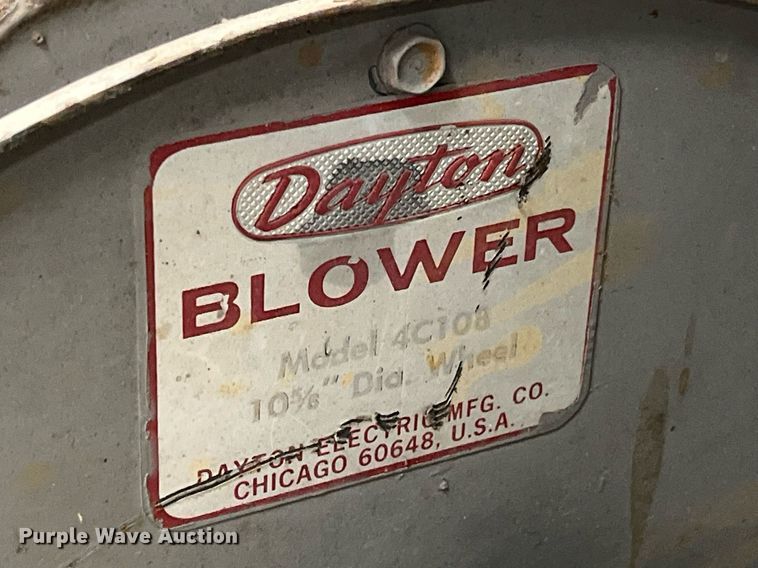 Dayton
BLOWER
Model 4C108
10⅝" Dia. Wheel
DAYTON ELECTRIC MFG. CO.
CHICAGO 60648, U.S.A.
Purple Wave Auction